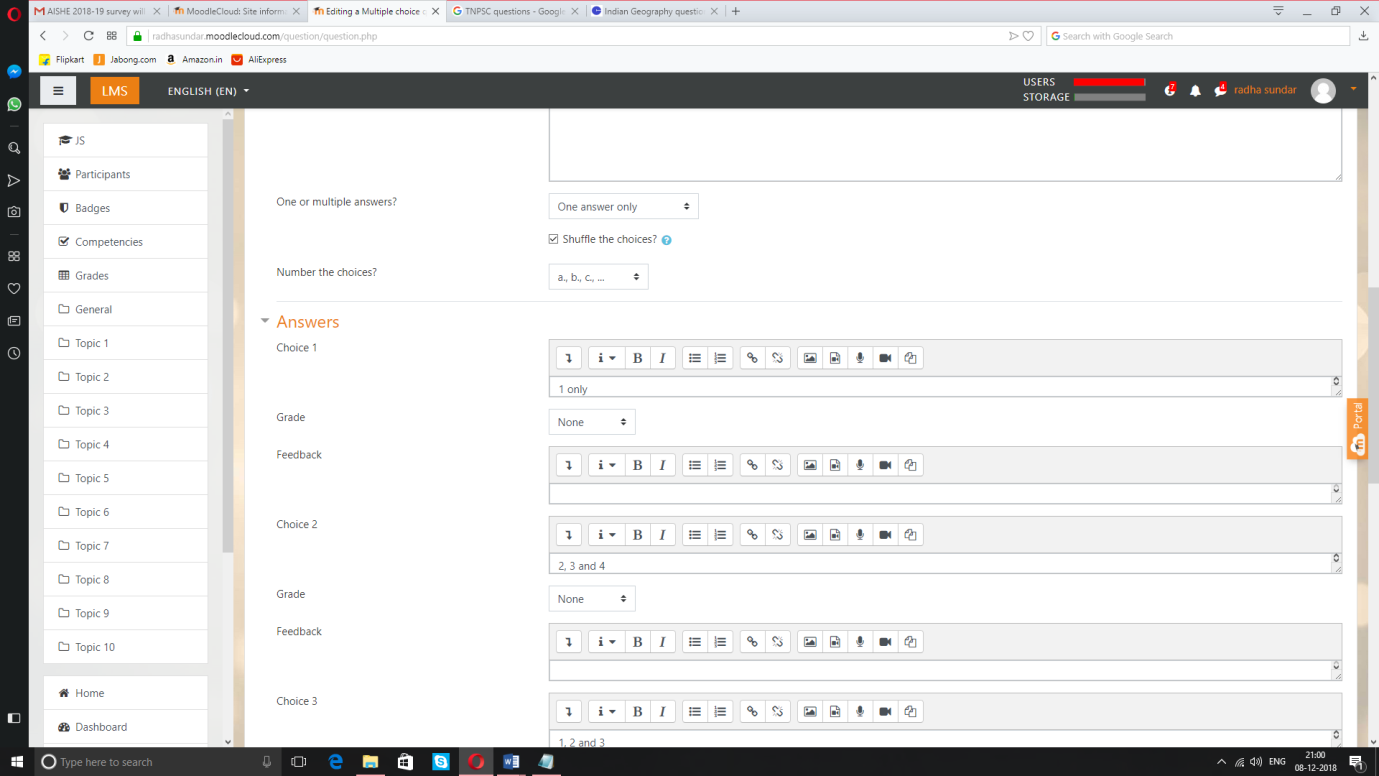 AISHE 2018-19 survey wil
MoodleCloud: Site inform
Editing a Multiple choice c
TNPSC questions - Google
Indian Geography questio
radhasundar.moodlecloud.com/question/question.php
Search with Google Search
Flipkart
Jabong.com
Amazon.in
AliExpress
LMS
ENGLISH (EN)
USERS
STORAGE
7
4
radha sundar
JS
Participants
Badges
Competencies
Grades
General
Topic 1
Topic 2
Topic 3
Topic 4
Topic 5
Topic 6
Topic 7
Topic 8
Topic 9
Topic 10
Home
Dashboard
One or multiple answers?
One answer only
Shuffle the choices?
Number the choices?
a., b., c., ...
Answers
Choice 1
1 only
Grade
None
Feedback
Choice 2
2, 3 and 4
Grade
None
Feedback
Choice 3
1, 2 and 3
Portal
Type here to search
ENG
21:00
08-12-2018
1